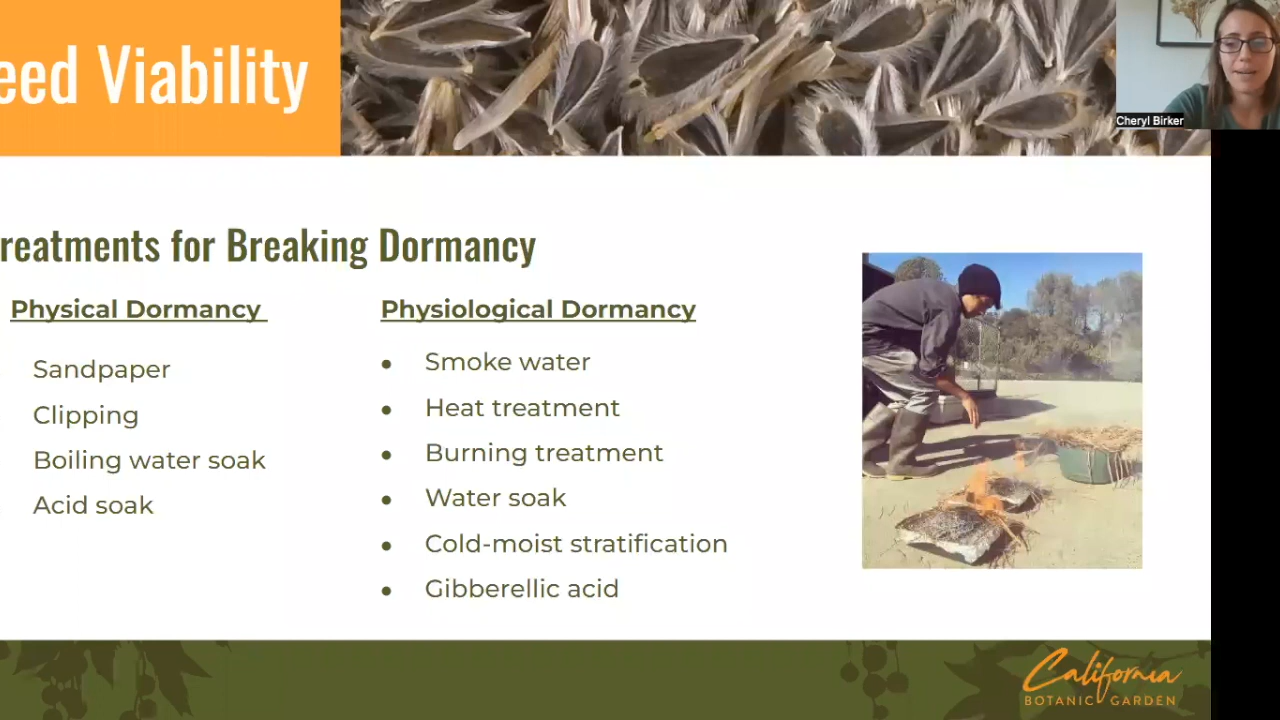 eed Viability
Cheryl Birker
reatments for Breaking Dormancy
Physical Dormancy
Sandpaper
Clipping
Boiling water soak
Acid soak
Physiological Dormancy
• Smoke water
• Heat treatment
• Burning treatment
• Water soak
• Cold-moist stratification
• Gibberellic acid
California
BOTANIC GARDEN